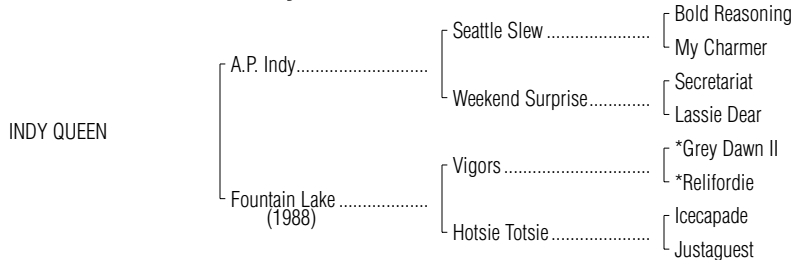 Bold Reasoning
Seattle Slew ......................
My Charmer
A.P. Indy............................
Secretariat
Weekend Surprise.............
Lassie Dear
INDY QUEEN
*Grey Dawn II
Vigors ...............................
*Relifordie
Fountain Lake ...................
(1988)
Icecapade
Hotsie Totsie.....................
Justaguest